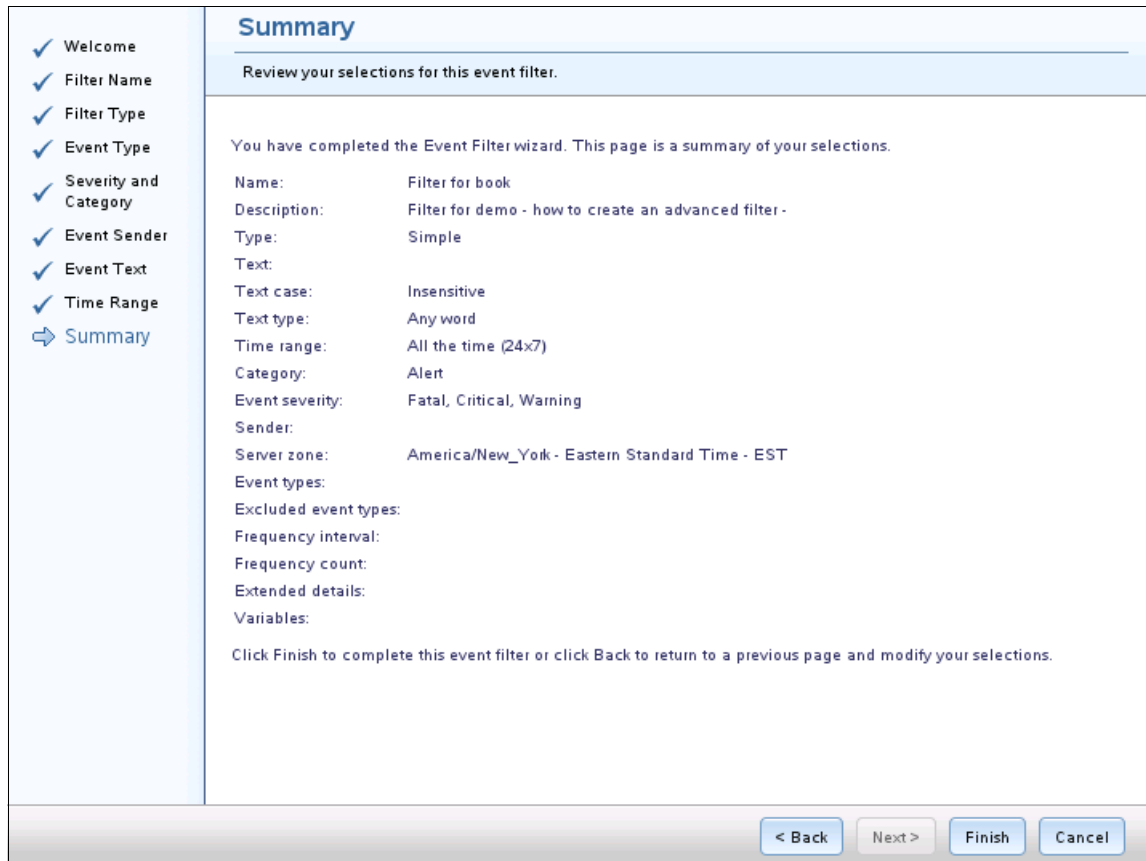 Welcome
Filter Name
Filter Type
Event Type
Severity and
Category
Event Sender
Event Text
Time Range
Summary
Summary
Review your selections for this event filter.
You have completed the Event Filter wizard. This page is a summary of your selections.
Name: Filter for book
Description: Filter for demo - how to create an advanced filter -
Type: Simple
Text:
Text case: Insensitive
Text type: Any word
Time range: All the time (24x7)
Category: Alert
Event severity: Fatal, Critical, Warning
Sender:
Server zone: America/New_York - Eastern Standard Time - EST
Event types:
Excluded event types:
Frequency interval:
Frequency count:
Extended details:
Variables:
Click Finish to complete this event filter or click Back to return to a previous page and modify your selections.
< Back Next > Finish Cancel